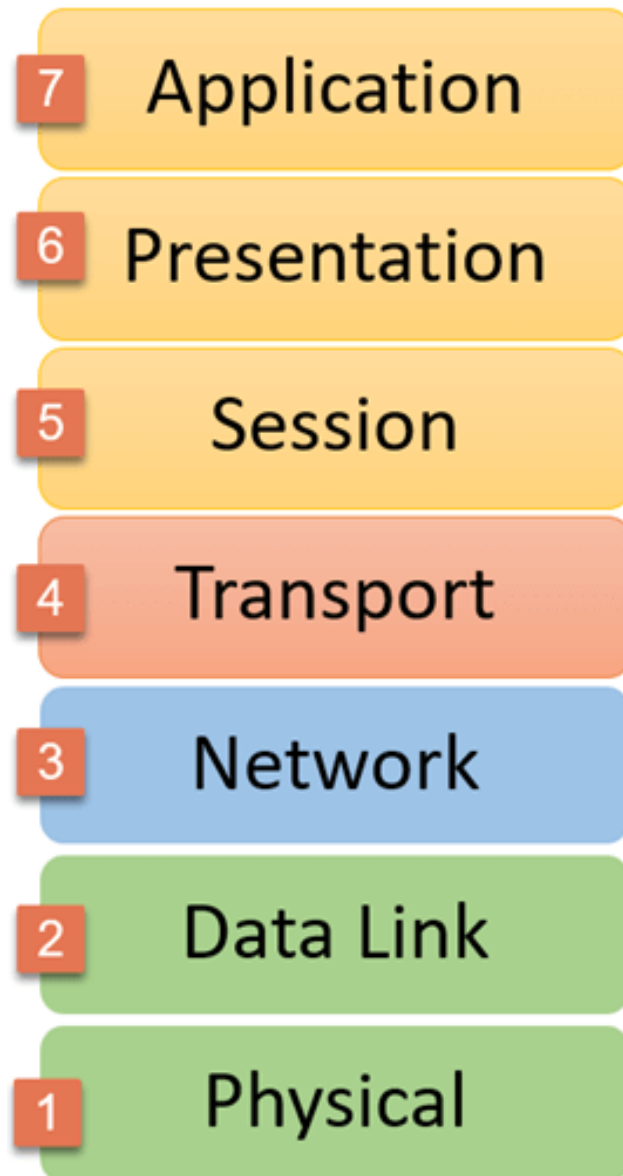 7 Application
6 Presentation
5 Session
4 Transport
3 Network
2 Data Link
1 Physical